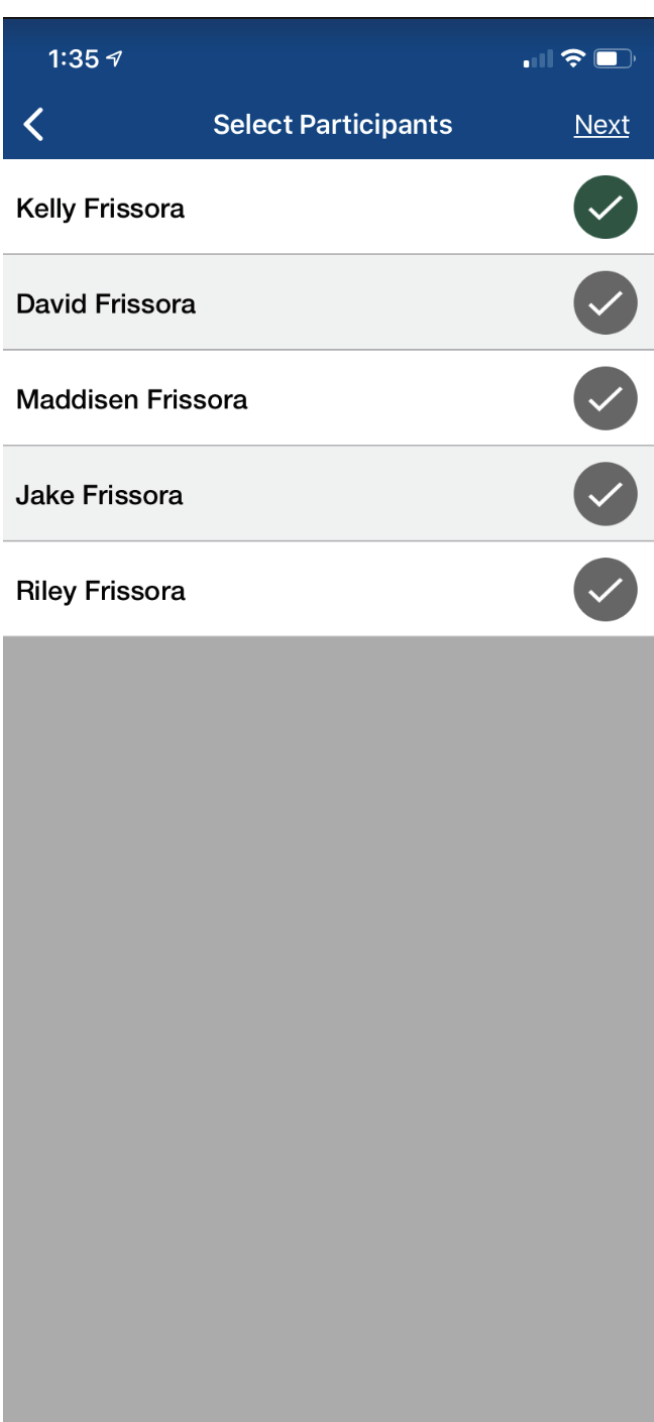 1:35
Select Participants Next
Kelly Frissora
David Frissora
Maddisen Frissora
Jake Frissora
Riley Frissora